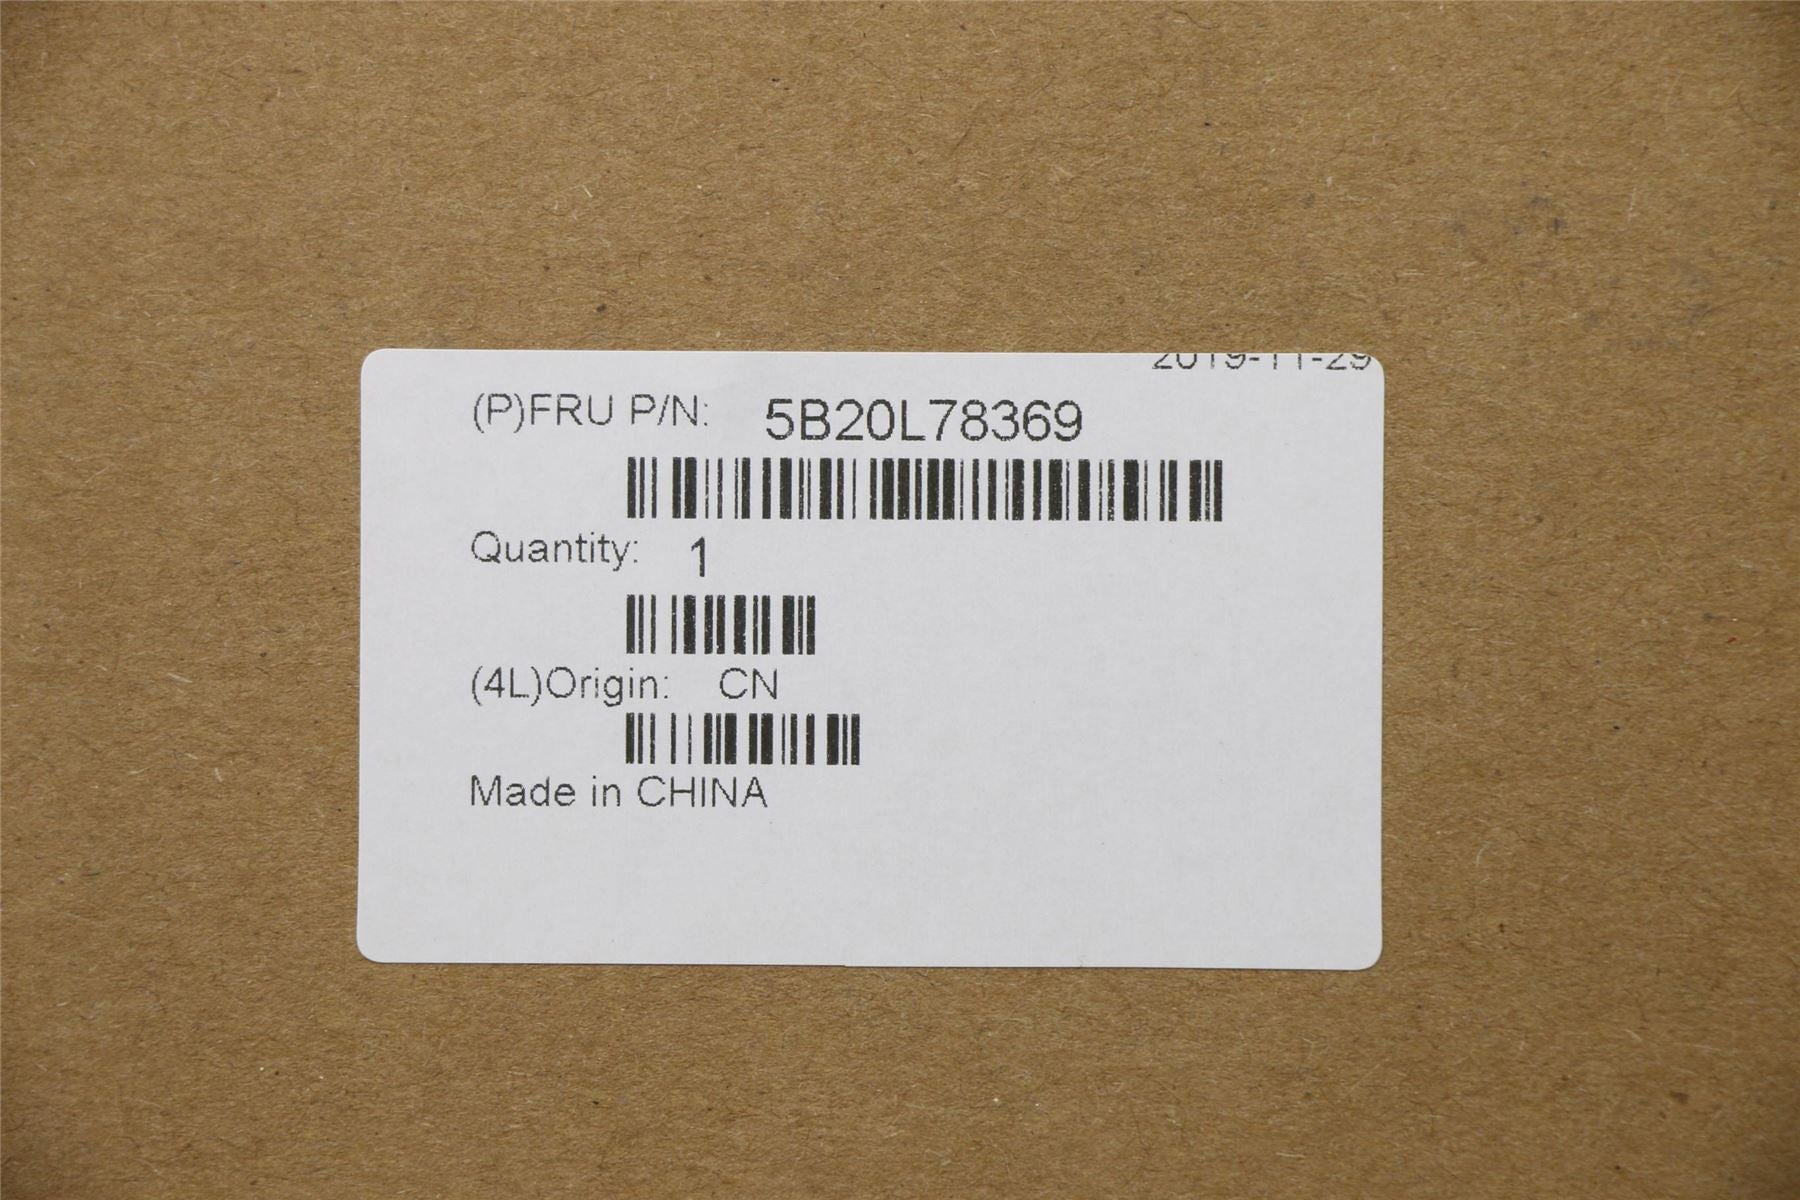 2019-11-29
(P)FRU P/N: 5B20L78369
Quantity: 1
(4L)Origin: CN
Made in CHINA